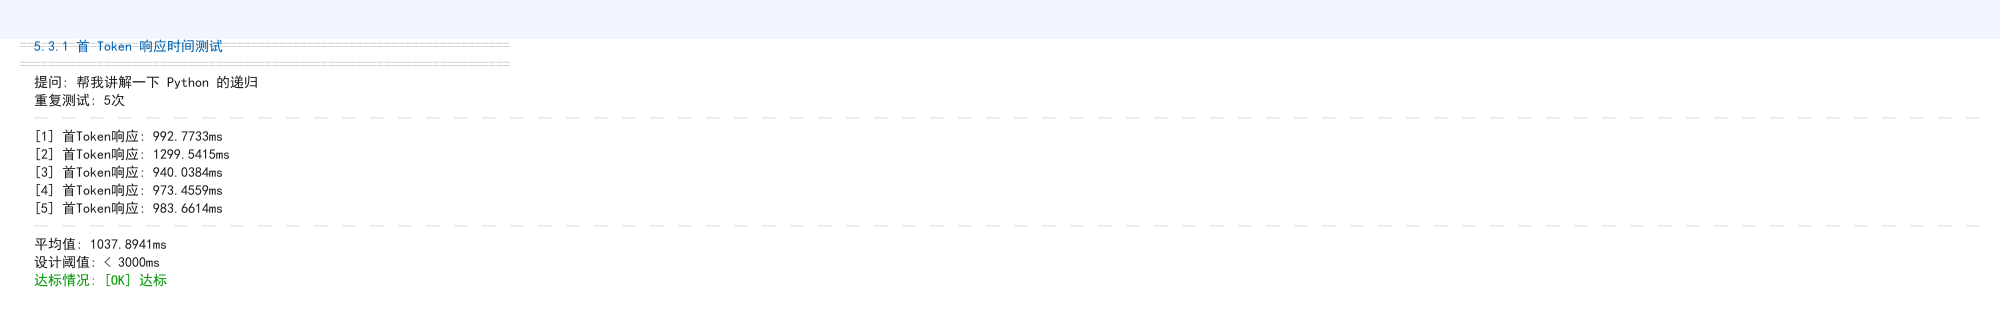 5.3.1 首 Token 响应时间测试
提问: 帮我讲解一下 Python 的递归
重复测试: 5次
[1] 首Token响应: 992.7733ms
[2] 首Token响应: 1299.5415ms
[3] 首Token响应: 940.0384ms
[4] 首Token响应: 973.4559ms
[5] 首Token响应: 983.6614ms
平均值: 1037.8941ms
设计阈值: < 3000ms
达标情况: [OK] 达标